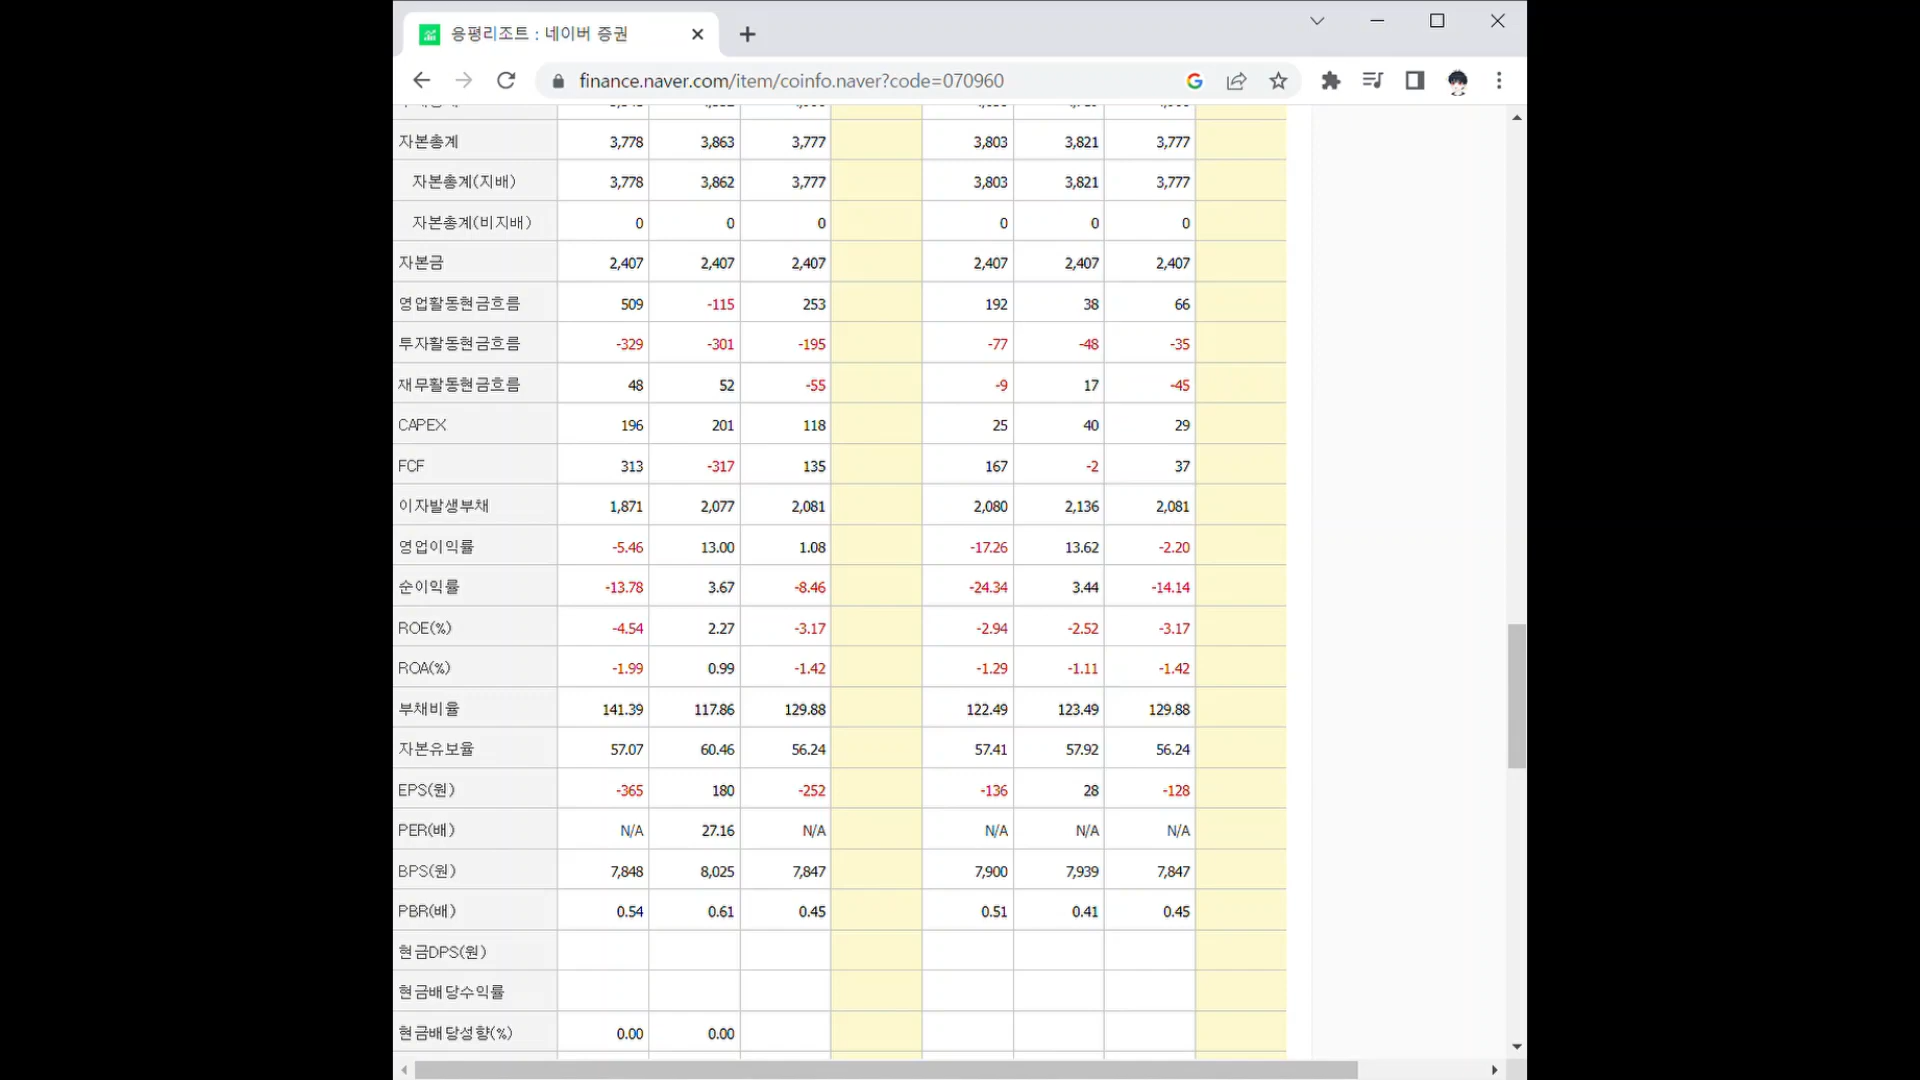 용평리조트 : 네이버 증권
finance.naver.com/item/coinfo.naver?code=070960
자본총계 3,778 3,863 3,777 3,803 3,821 3,777
자본총계(지배) 3,778 3,862 3,777 3,803 3,821 3,777
자본총계(비지배) 0 0 0 0 0 0
자본금 2,407 2,407 2,407 2,407 2,407 2,407
영업활동현금흐름 509 -115 253 192 38 66
투자활동현금흐름 -329 -301 -195 -77 -48 -35
재무활동현금흐름 48 52 -55 -9 17 -45
CAPEX 196 201 118 25 40 29
FCF 313 -317 135 167 -2 37
이자발생부채 1,871 2,077 2,081 2,080 2,136 2,081
영업이익률 -5.46 13.00 1.08 -17.26 13.62 -2.20
순이익률 -13.78 3.67 -8.46 -24.34 3.44 -14.14
ROE(%) -4.54 2.27 -3.17 -2.94 -2.52 -3.17
ROA(%) -1.99 0.99 -1.42 -1.29 -1.11 -1.42
부채비율 141.39 117.86 129.88 122.49 123.49 129.88
자본유보율 57.07 60.46 56.24 57.41 57.92 56.24
EPS(원) -365 180 -252 -136 28 -128
PER(배) N/A 27.16 N/A N/A N/A N/A
BPS(원) 7,848 8,025 7,847 7,900 7,939 7,847
PBR(배) 0.54 0.61 0.45 0.51 0.41 0.45
현금DPS(원)
현금배당수익률
현금배당성향(%) 0.00 0.00